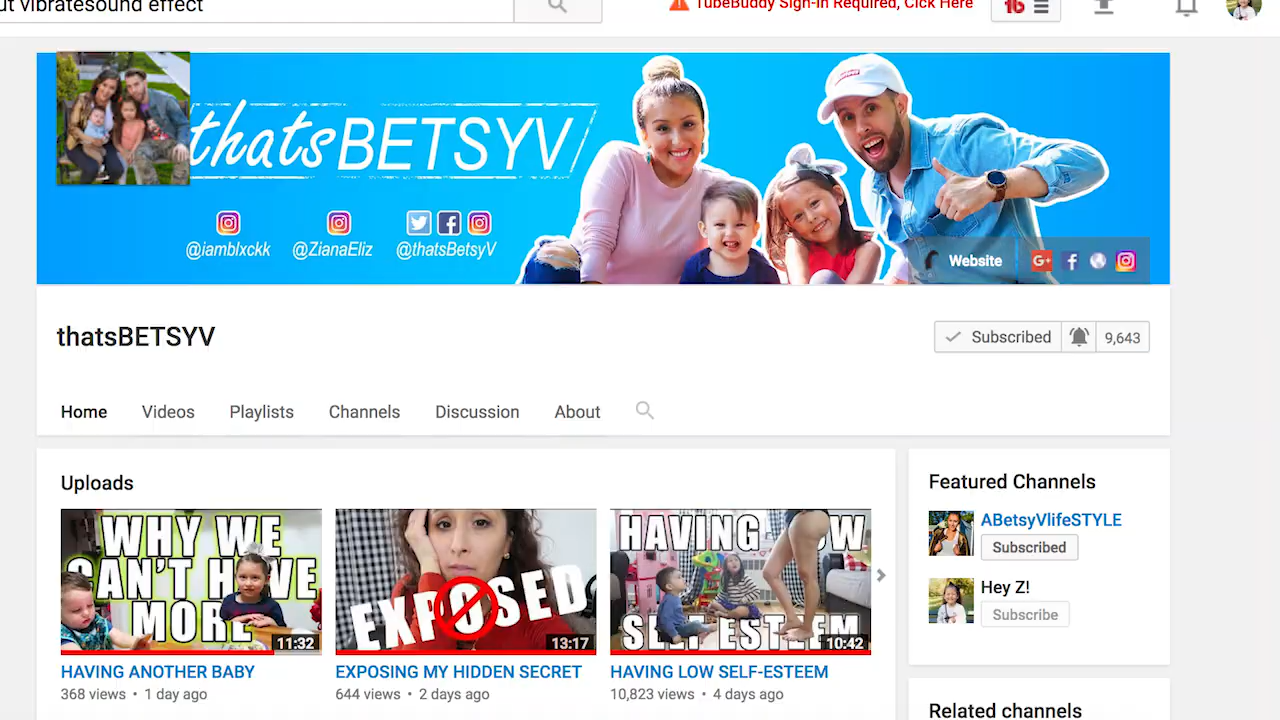 ut vibratesound effect
TubeBuddy Sign-In Required, Click Here
thatsBETSYV
@iamblxckk
@ZianaEliz
@thatsBetsyV
Website
thatsBETSYV
Subscribed
9,643
Home
Videos
Playlists
Channels
Discussion
About
Uploads
WHY WE
CAN'T HAVE
MORE
11:32
HAVING ANOTHER BABY
368 views • 1 day ago
EXPOSED
13:17
EXPOSING MY HIDDEN SECRET
644 views • 2 days ago
HAVING LOW
SELF ESTEEM
10:42
HAVING LOW SELF-ESTEEM
10,823 views • 4 days ago
Featured Channels
ABetsyVlifeSTYLE
Subscribed
Hey Z!
Subscribe
Related channels